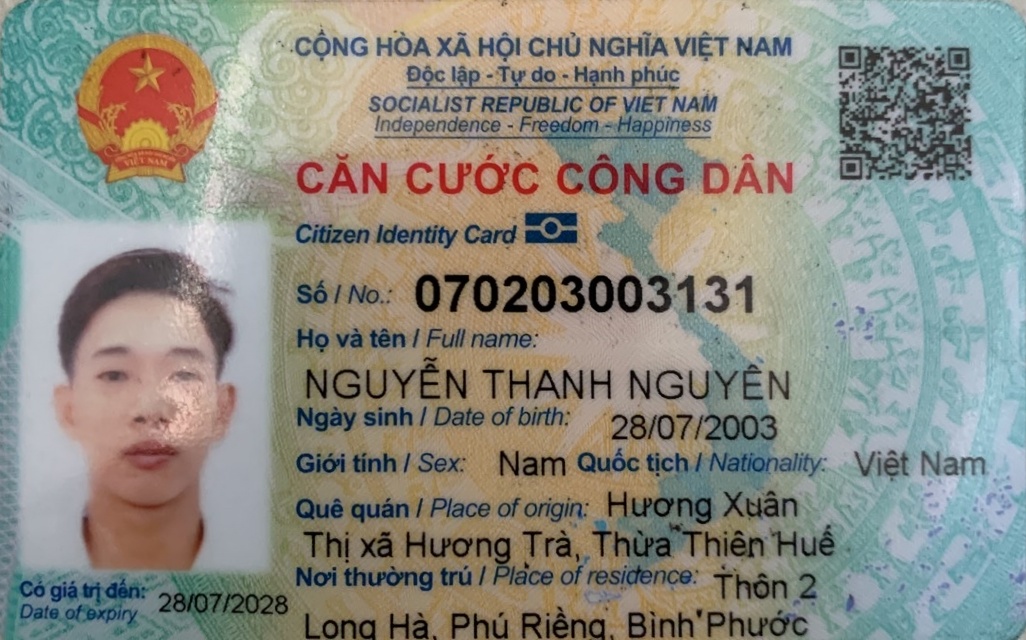 CỘNG HÒA XÃ HỘI CHỦ NGHĨA VIỆT NAM
Độc lập - Tự do - Hạnh phúc
SOCIALIST REPUBLIC OF VIET NAM
Independence - Freedom - Happiness
CĂN CƯỚC CÔNG DÂN
Citizen Identity Card
Số / No.: 070203003131
Họ và tên / Full name:
NGUYỄN THANH NGUYÊN
Ngày sinh / Date of birth: 28/07/2003
Giới tính / Sex: Nam Quốc tịch / Nationality: Việt Nam
Quê quán / Place of origin: Hương Xuân
Thị xã Hương Trà, Thừa Thiên Huế
Nơi thường trú / Place of residence: Thôn 2
Long Hà, Phú Riềng, Bình Phước
Có giá trị đến: 28/07/2028
Date of expiry
VIỆT NAM